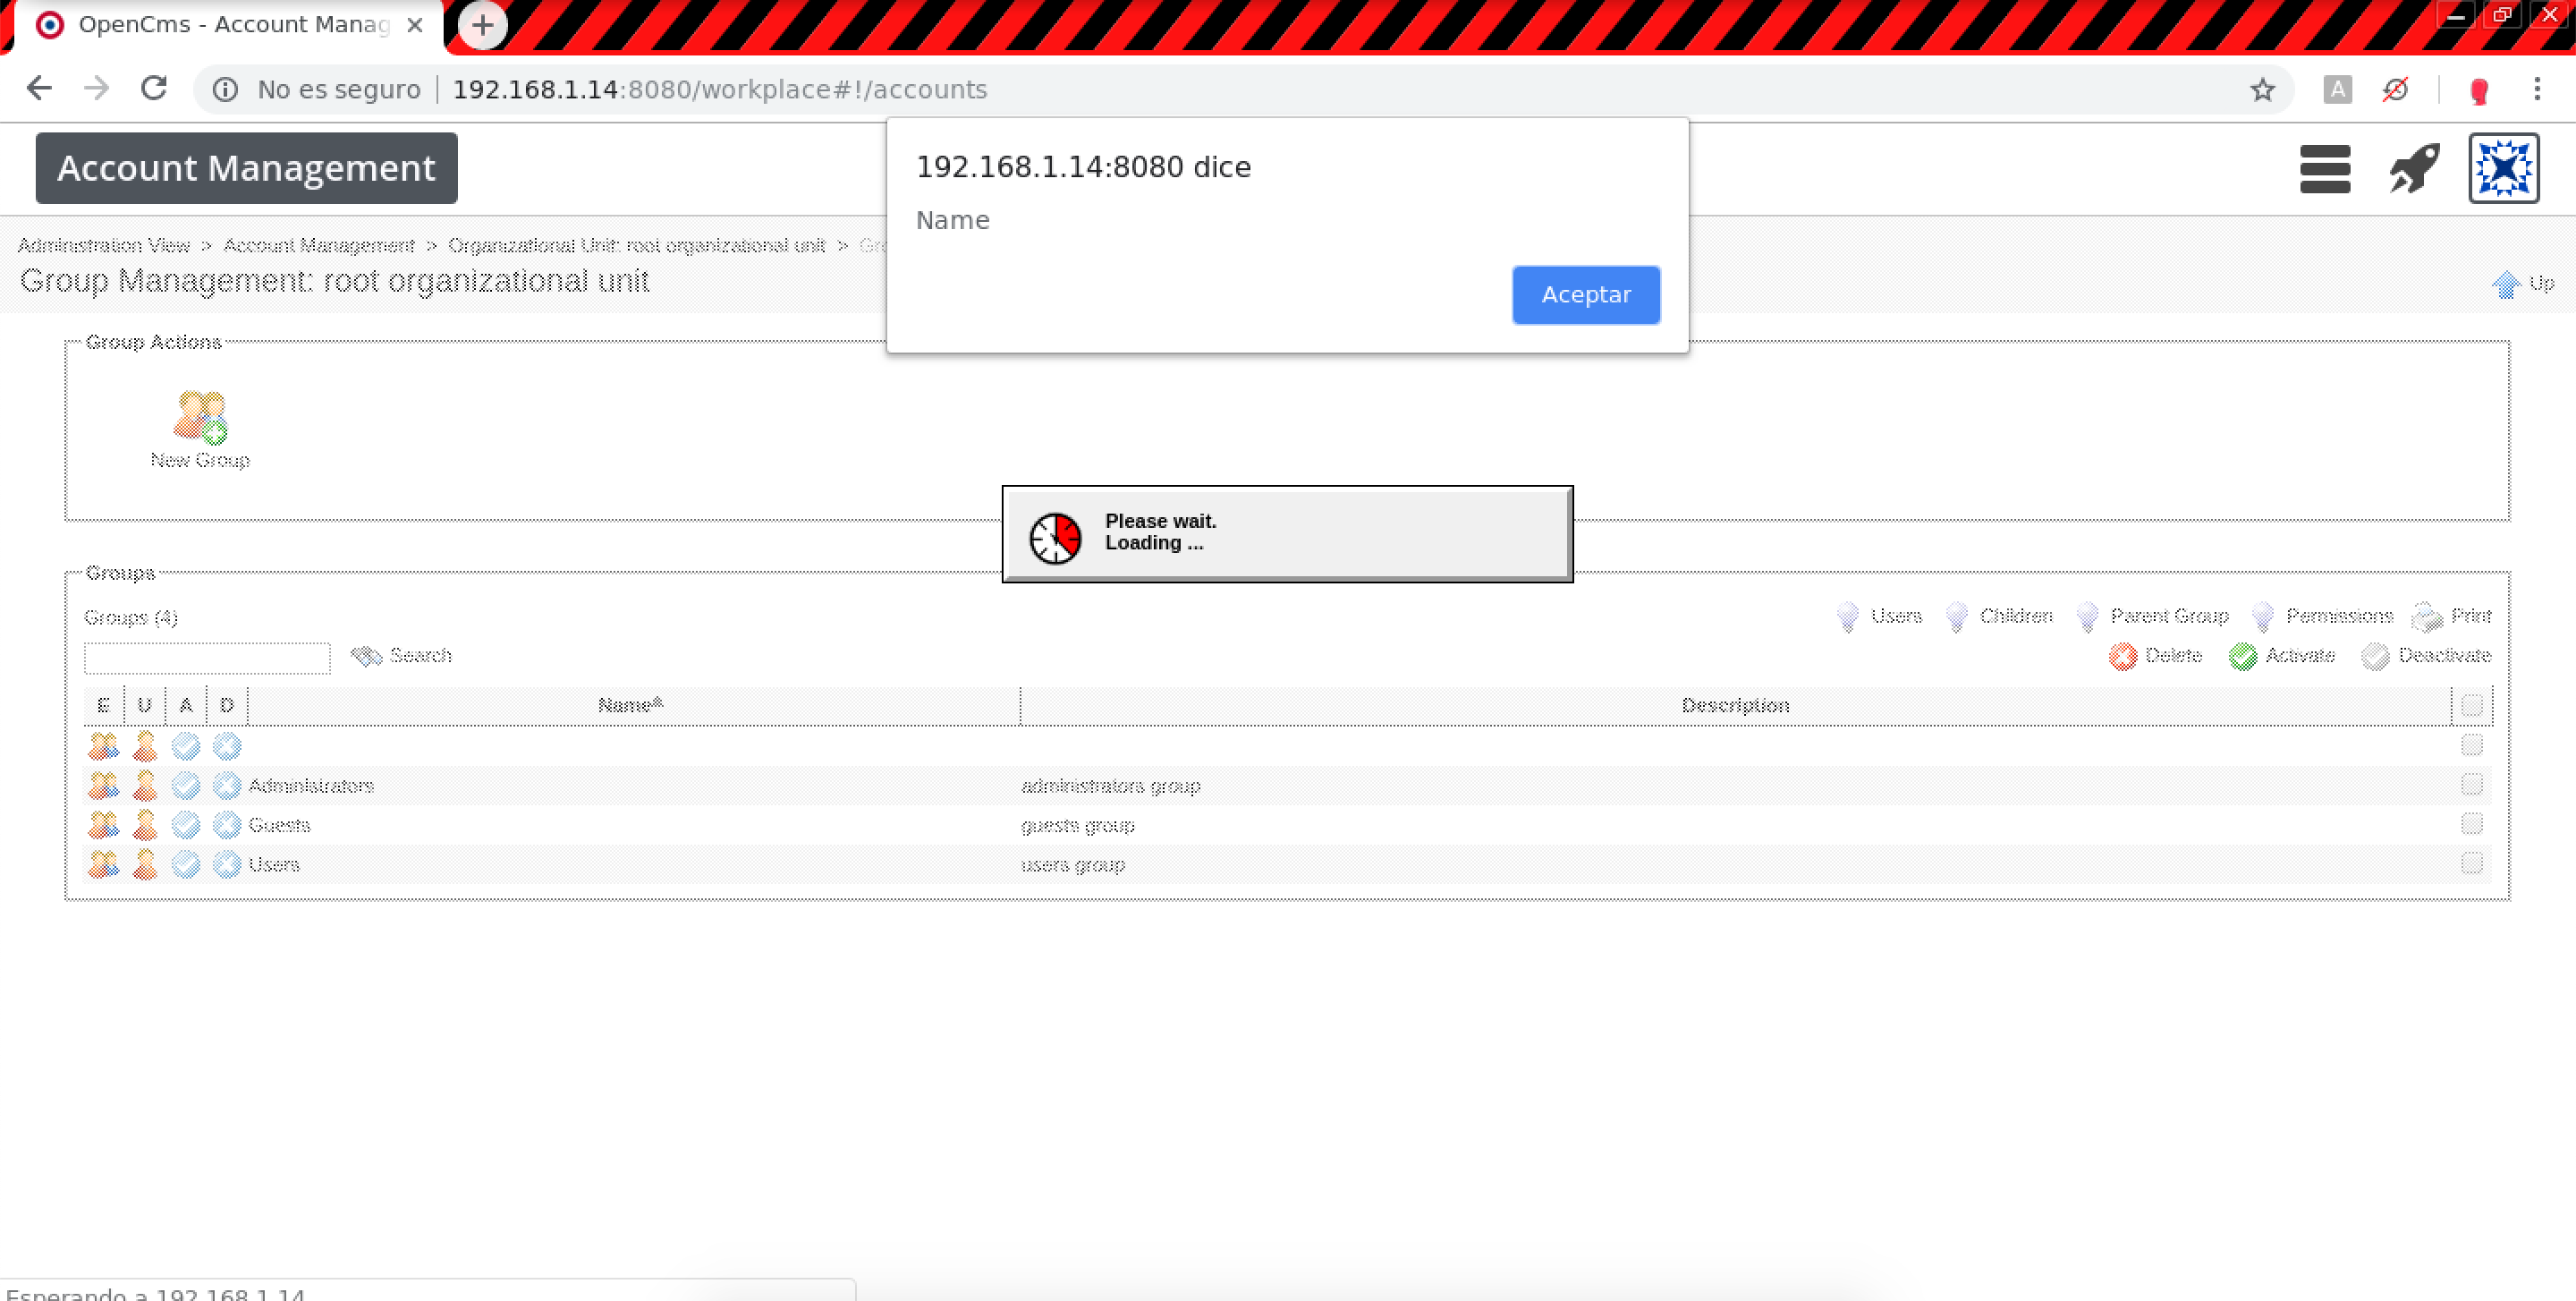 OpenCms - Account Manag
No es seguro
192.168.1.14:8080/workplace#!/accounts
A
Account Management
192.168.1.14:8080 dice
Name
Aceptar
Administration View > Account Management > Organizational Unit: root organizational unit > Gro
Group Management: root organizational unit
Up
Group Actions
New Group
Please wait.
Loading ...
Groups
Groups (4)
Users Children Parent Group Permissions Print
Search
Delete Activate Deactivate
E U A D Name Description
Administrators administrators group
Guests guests group
Users users group
Esperando a 192.168.1.14